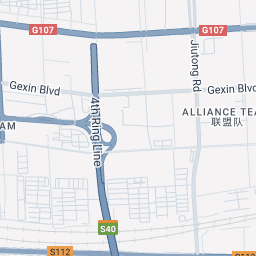 G107
G107
Jiutong Rd
Gexin Blvd
Gexin Blvd
4th Ring Line
ALLIANCE TEA
联盟队
AM
S40
S112
S112